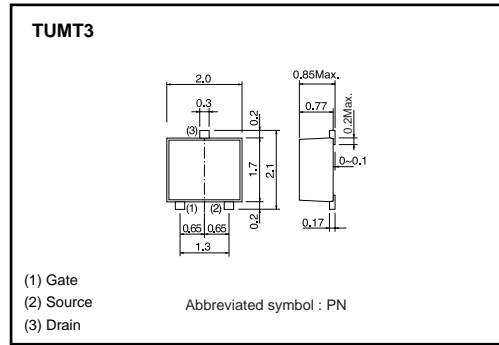 TUMT3
2.0
0.85Max.
0.3
0.2
0.77
0.2Max.
(3)
1.7
2.1
0~0.1
(1)
(2)
0.65
0.65
0.2
0.17
1.3
(1) Gate
(2) Source
(3) Drain
Abbreviated symbol : PN